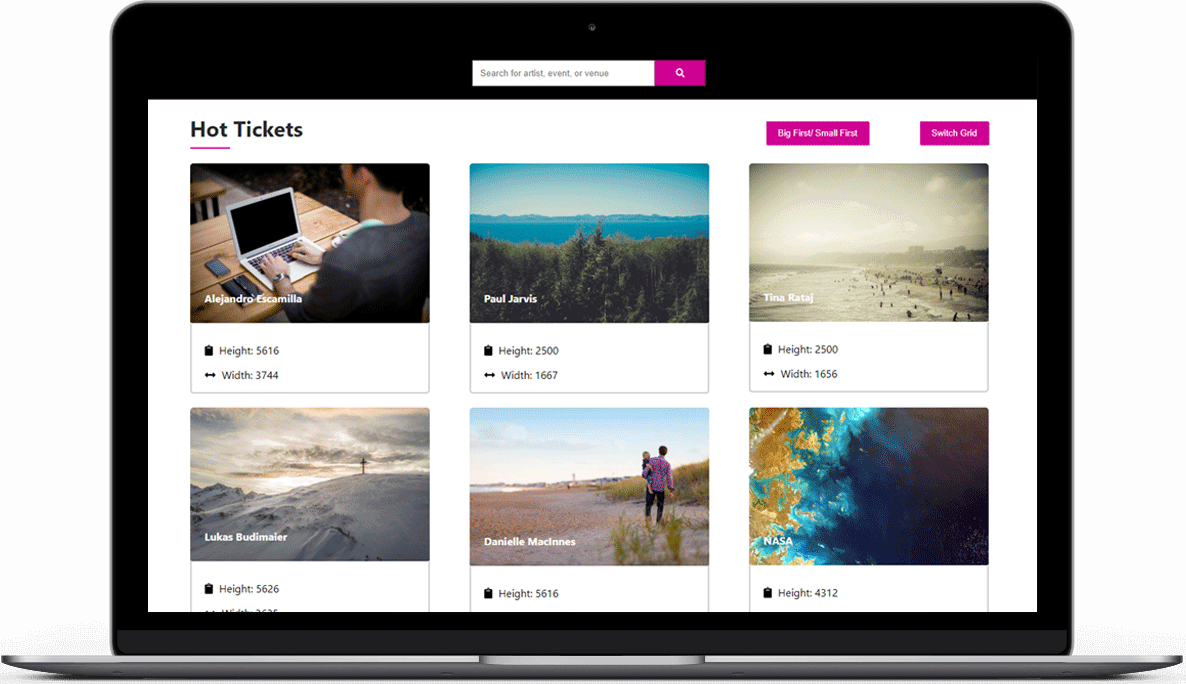 Search for artist, event, or venue
Hot Tickets
Big First/ Small First
Switch Grid
Alejandro Escamilla
Paul Jarvis
Tina Rataj
Height: 5616
Height: 2500
Height: 2500
Width: 3744
Width: 1667
Width: 1656
Lukas Budimaier
Danielle MacInnes
NASA
Height: 5626
Height: 5616
Height: 4312